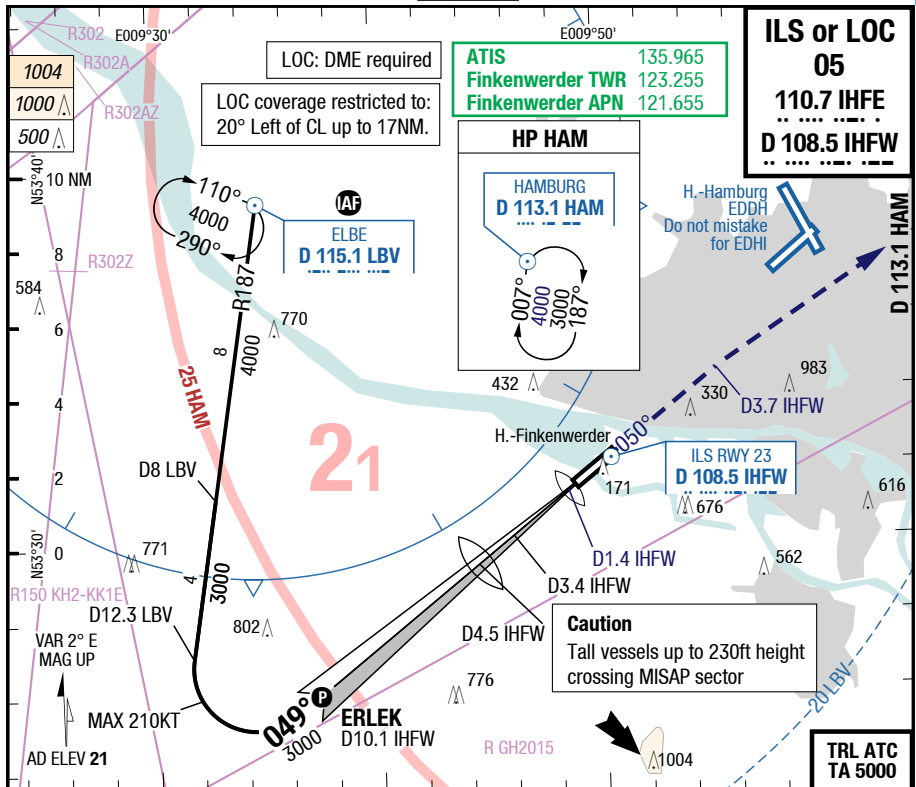 R302
E009°30'
E009°50'
ILS or LOC
05
110.7 IHFE
D 108.5 IHFW
LOC: DME required
ATIS 135.965
Finkenwerder TWR 123.255
Finkenwerder APN 121.655
R302A
1004
1000
500
R302AZ
LOC coverage restricted to:
20° Left of CL up to 17NM.
HP HAM
N53°40'
10 NM
110°
4000
290°
IAF
ELBE
D 115.1 LBV
HAMBURG
D 113.1 HAM
007°
4000
3000
187°
H.-Hamburg
EDDH
Do not mistake
for EDHI
D 113.1 HAM
8
R302Z
584
R187
770
6
8
4000
25 HAM
432
330
983
D3.7 IHFW
4
H.-Finkenwerder
050°
ILS RWY 23
D 108.5 IHFW
D8 LBV
21
2
171
676
616
N53°30'
0
771
D1.4 IHFW
562
D3.4 IHFW
R150 KH2-KK1E
4
3000
D12.3 LBV
802
D4.5 IHFW
Caution
Tall vessels up to 230ft height
crossing MISAP sector
VAR 2° E
MAG UP
776
20 LBV
MAX 210KT
049°
3000
P
ERLEK
D10.1 IHFW
R GH2015
1004
AD ELEV 21
TRL ATC
TA 5000